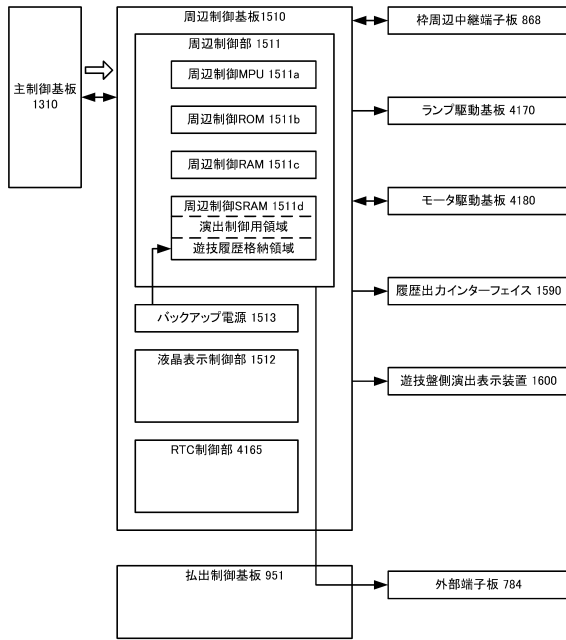 周辺制御基板1510
周辺制御部 1511
周辺制御MPU 1511a
周辺制御ROM 1511b
周辺制御RAM 1511c
周辺制御SRAM 1511d
演出制御用領域
遊技履歴格納領域
バックアップ電源 1513
液晶表示制御部 1512
RTC制御部 4165
主制御基板
1310
枠周辺中継端子板 868
ランプ駆動基板 4170
モータ駆動基板 4180
履歴出力インターフェイス 1590
遊技盤側演出表示装置 1600
払出制御基板 951
外部端子板 784